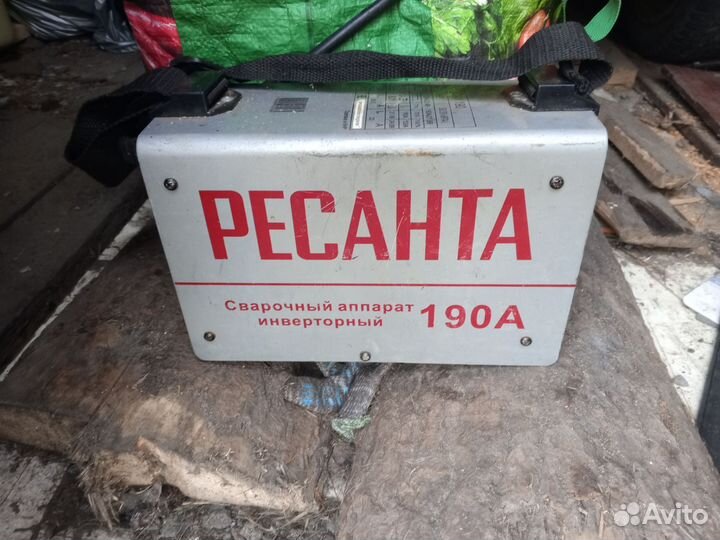 РЕСАНТА
Сварочный аппарат
инверторный
190А
Avito